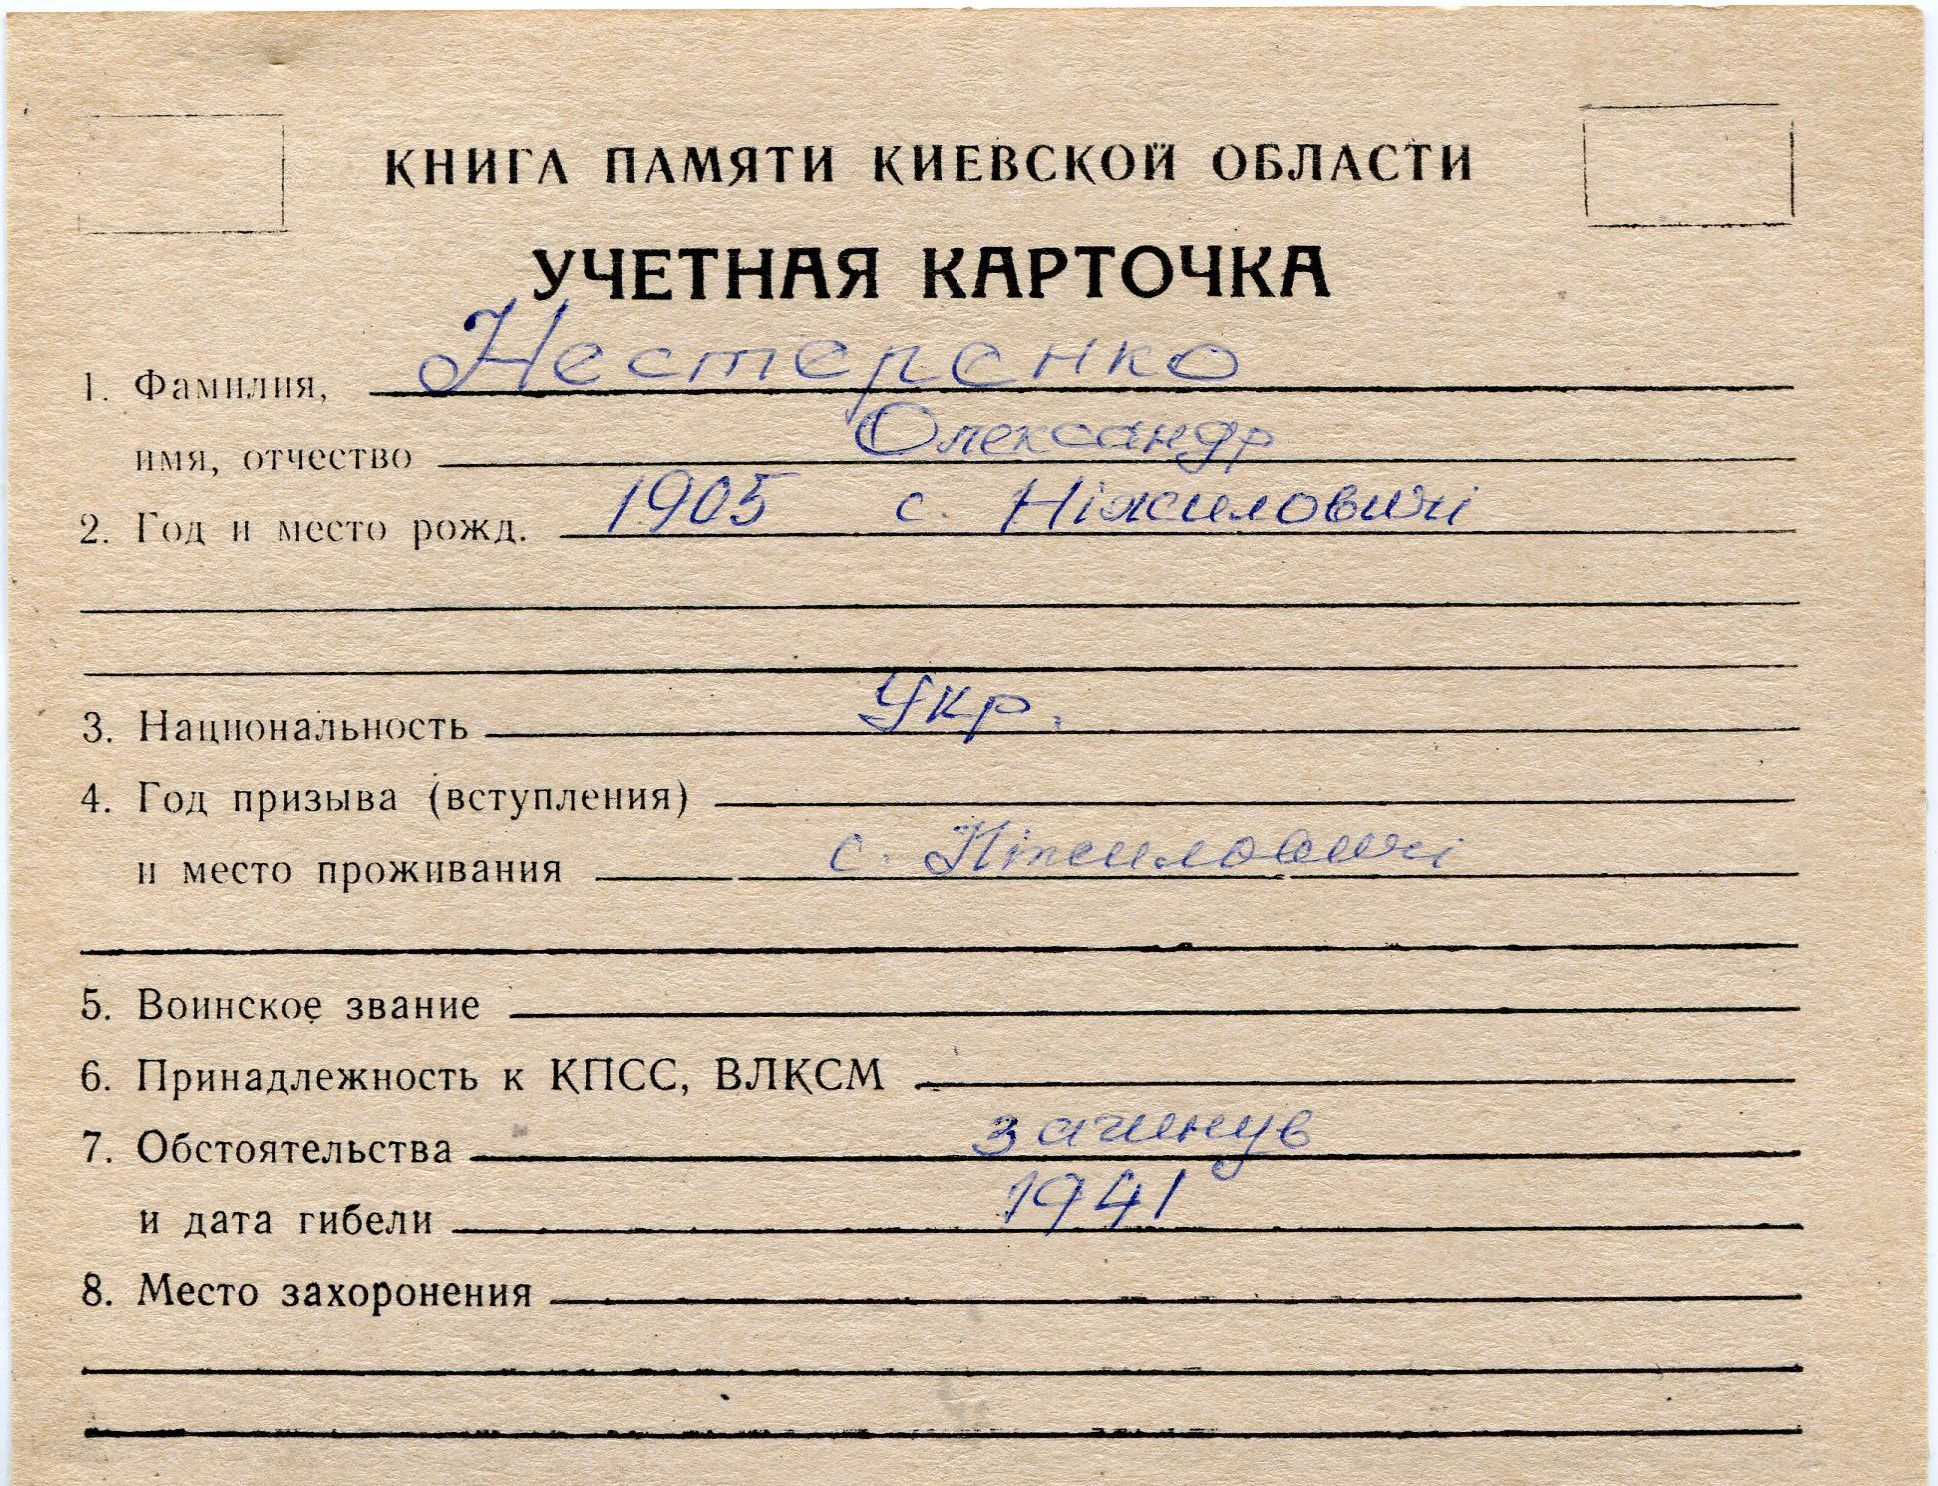 КНИГА ПАМЯТИ КИЕВСКОЙ ОБЛАСТИ
УЧЕТНАЯ КАРТОЧКА
1. Фамилия, Нестеренко
имя, отчество Олександр
2. Год и место рожд. 1905 с. Ніжиловичі
3. Национальность Укр.
4. Год призыва (вступления)
и место проживания с. Ніжиловичі
5. Воинское звание
6. Принадлежность к КПСС, ВЛКСМ
7. Обстоятельства загинув
и дата гибели 1941
8. Место захоронения